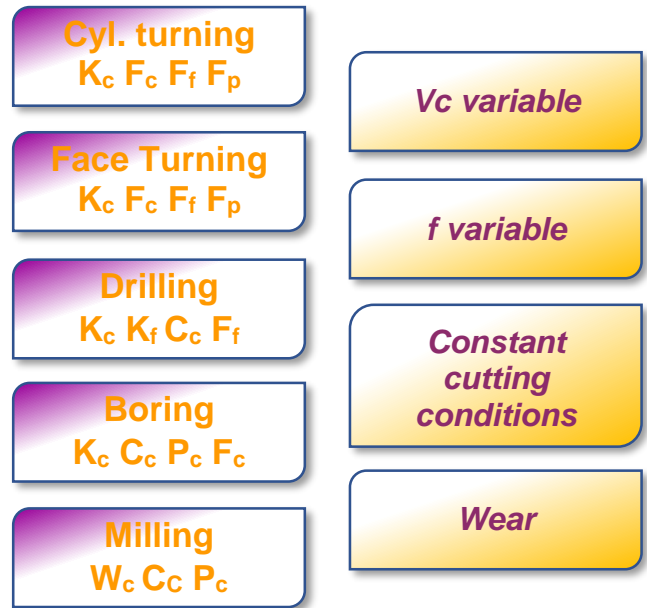 Cyl. turning
Kc Fc Ff Fp
Face Turning
Kc Fc Ff Fp
Drilling
Kc Kf Cc Ff
Boring
Kc Cc Pc Fc
Milling
Wc CC Pc
Vc variable
f variable
Constant
cutting
conditions
Wear